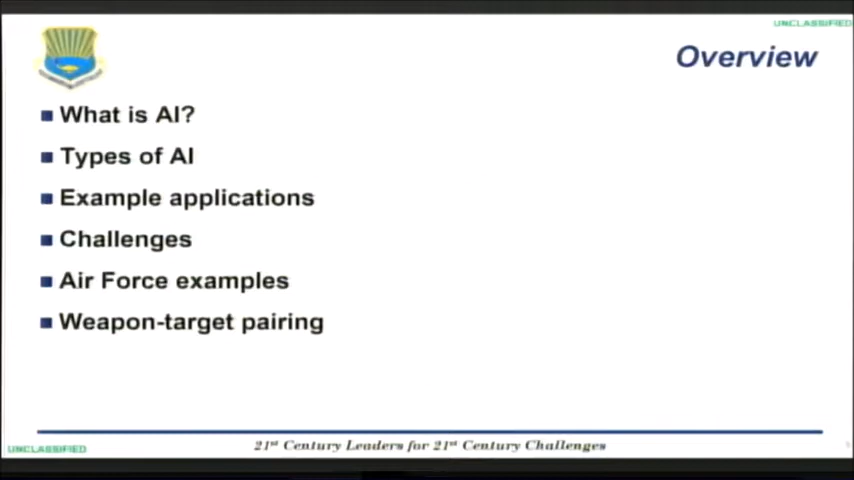 UNCLASSIFIED
Overview
What is AI?
Types of AI
Example applications
Challenges
Air Force examples
Weapon-target pairing
21st Century Leaders for 21st Century Challenges
UNCLASSIFIED